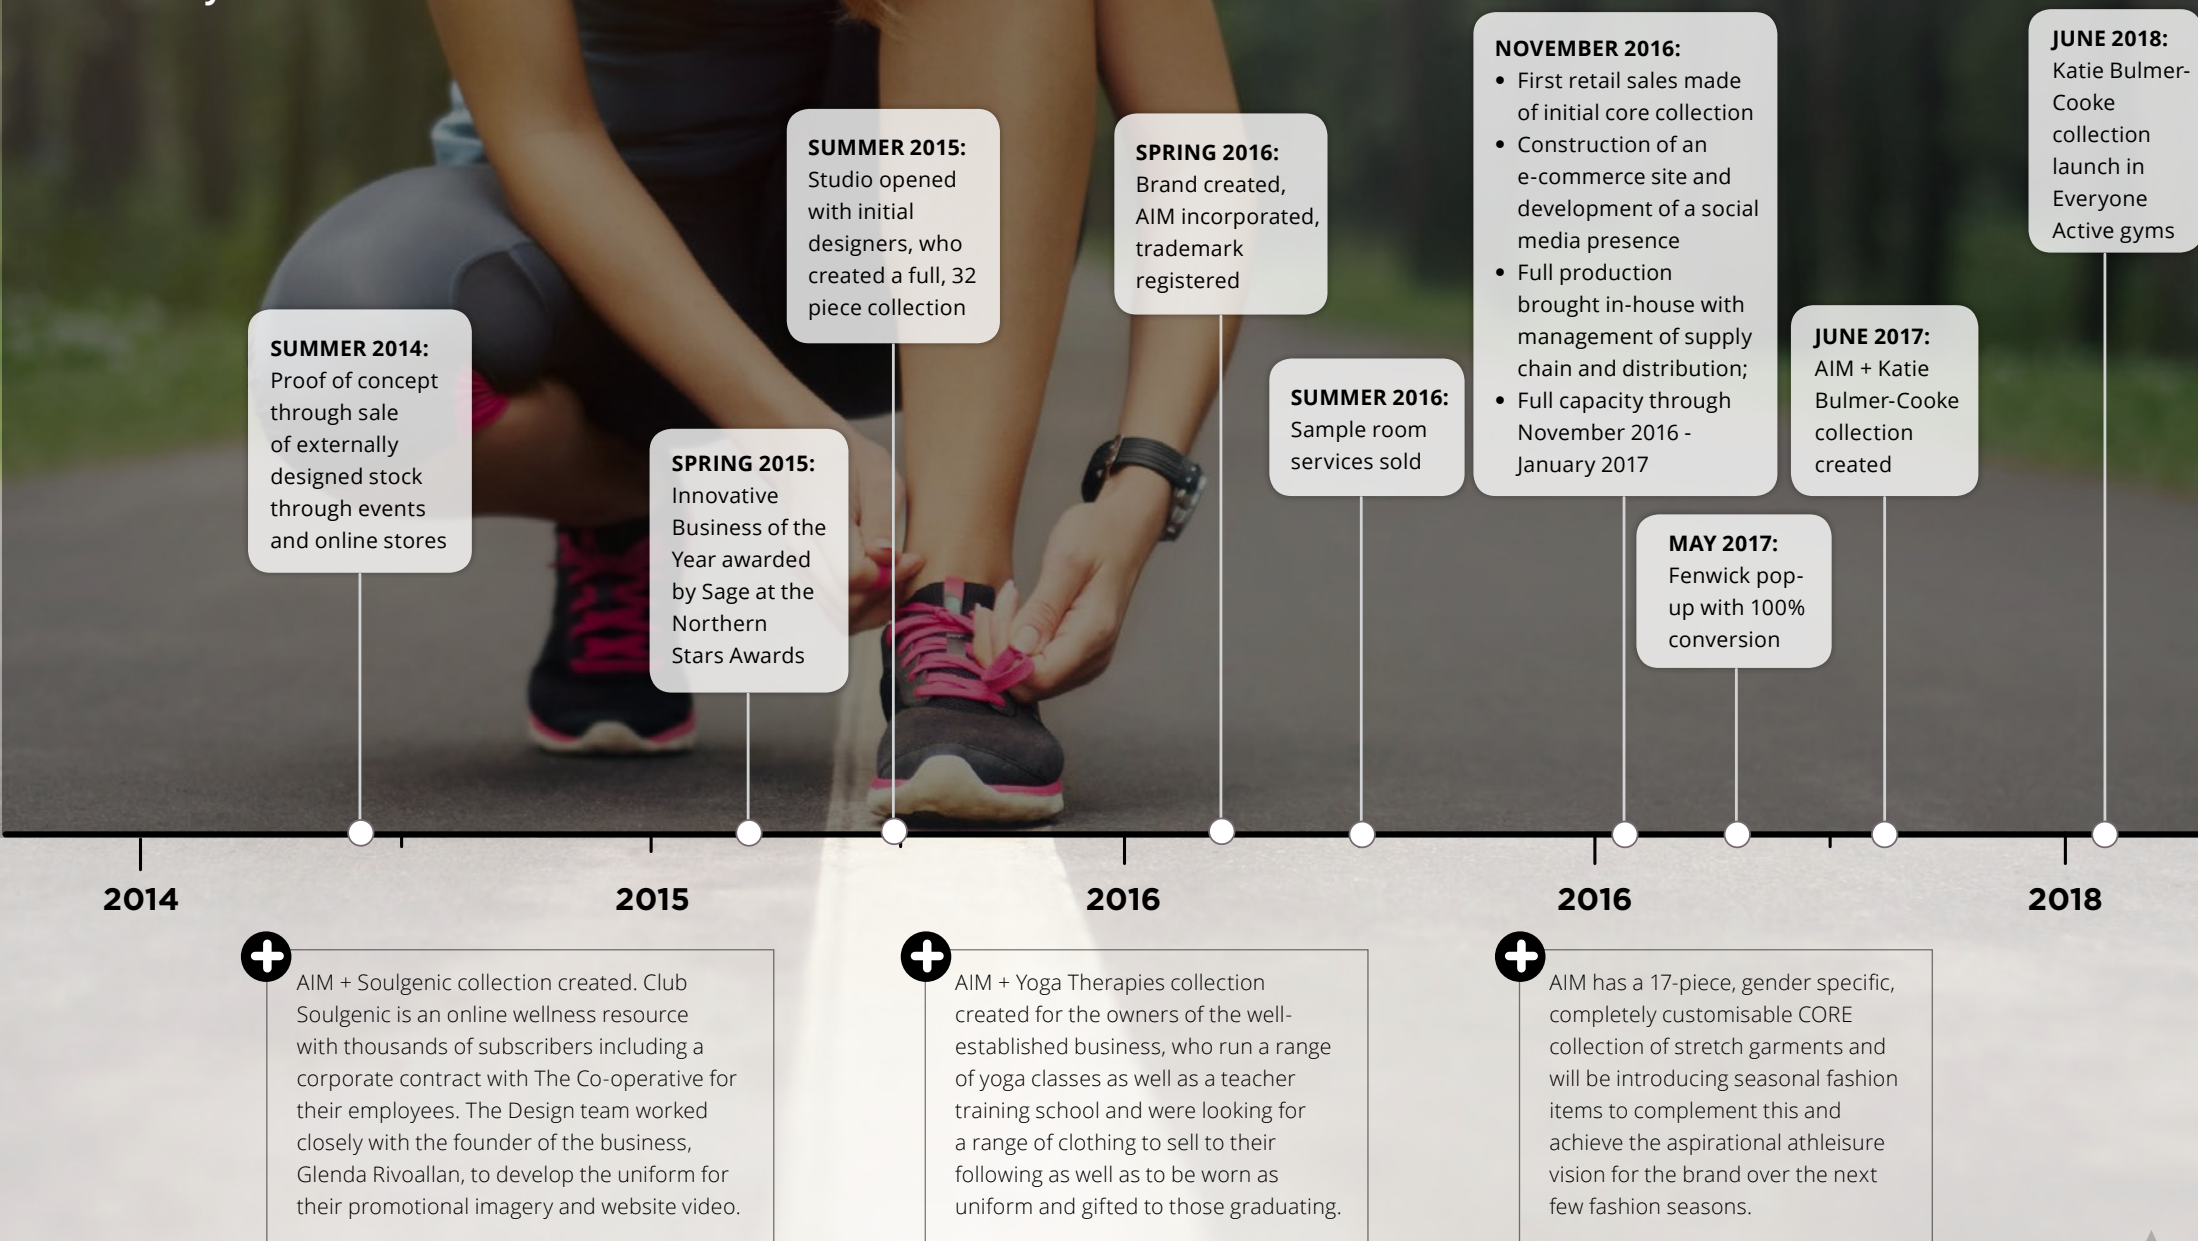 SUMMER 2014:
Proof of concept
through sale
of externally
designed stock
through events
and online stores
SPRING 2015:
Innovative
Business of the
Year awarded
by Sage at the
Northern
Stars Awards
SUMMER 2015:
Studio opened
with initial
designers, who
created a full, 32
piece collection
SPRING 2016:
Brand created,
AIM incorporated,
trademark
registered
SUMMER 2016:
Sample room
services sold
NOVEMBER 2016:
• First retail sales made
of initial core collection
• Construction of an
e-commerce site and
development of a social
media presence
• Full production
brought in-house with
management of supply
chain and distribution;
• Full capacity through
November 2016 -
January 2017
MAY 2017:
Fenwick pop-
up with 100%
conversion
JUNE 2017:
AIM + Katie
Bulmer-Cooke
collection
created
JUNE 2018:
Katie Bulmer-
Cooke
collection
launch in
Everyone
Active gyms
2014
2015
2016
2016
2018
AIM + Soulgenic collection created. Club
Soulgenic is an online wellness resource
with thousands of subscribers including a
corporate contract with The Co-operative for
their employees. The Design team worked
closely with the founder of the business,
Glenda Rivoallan, to develop the uniform for
their promotional imagery and website video.
AIM + Yoga Therapies collection
created for the owners of the well-
established business, who run a range
of yoga classes as well as a teacher
training school and were looking for
a range of clothing to sell to their
following as well as to be worn as
uniform and gifted to those graduating.
AIM has a 17-piece, gender specific,
completely customisable CORE
collection of stretch garments and
will be introducing seasonal fashion
items to complement this and
achieve the aspirational athleisure
vision for the brand over the next
few fashion seasons.